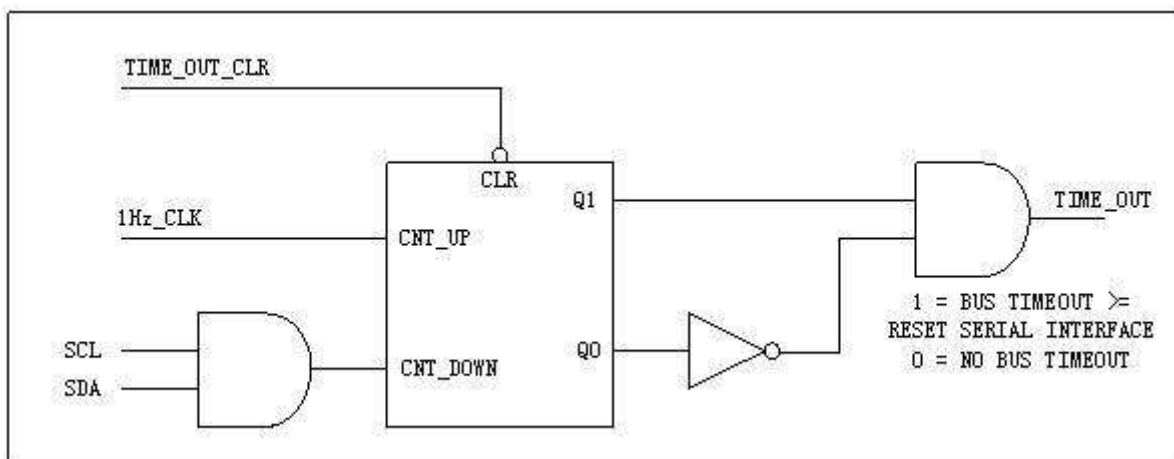 TIME_OUT_CLR
CLR
Q1
1Hz_CLK
CNT_UP
TIME_OUT
1 = BUS TIMEOUT >=
RESET SERIAL INTERFACE
0 = NO BUS TIMEOUT
SCL
SDA
CNT_DOWN
Q0